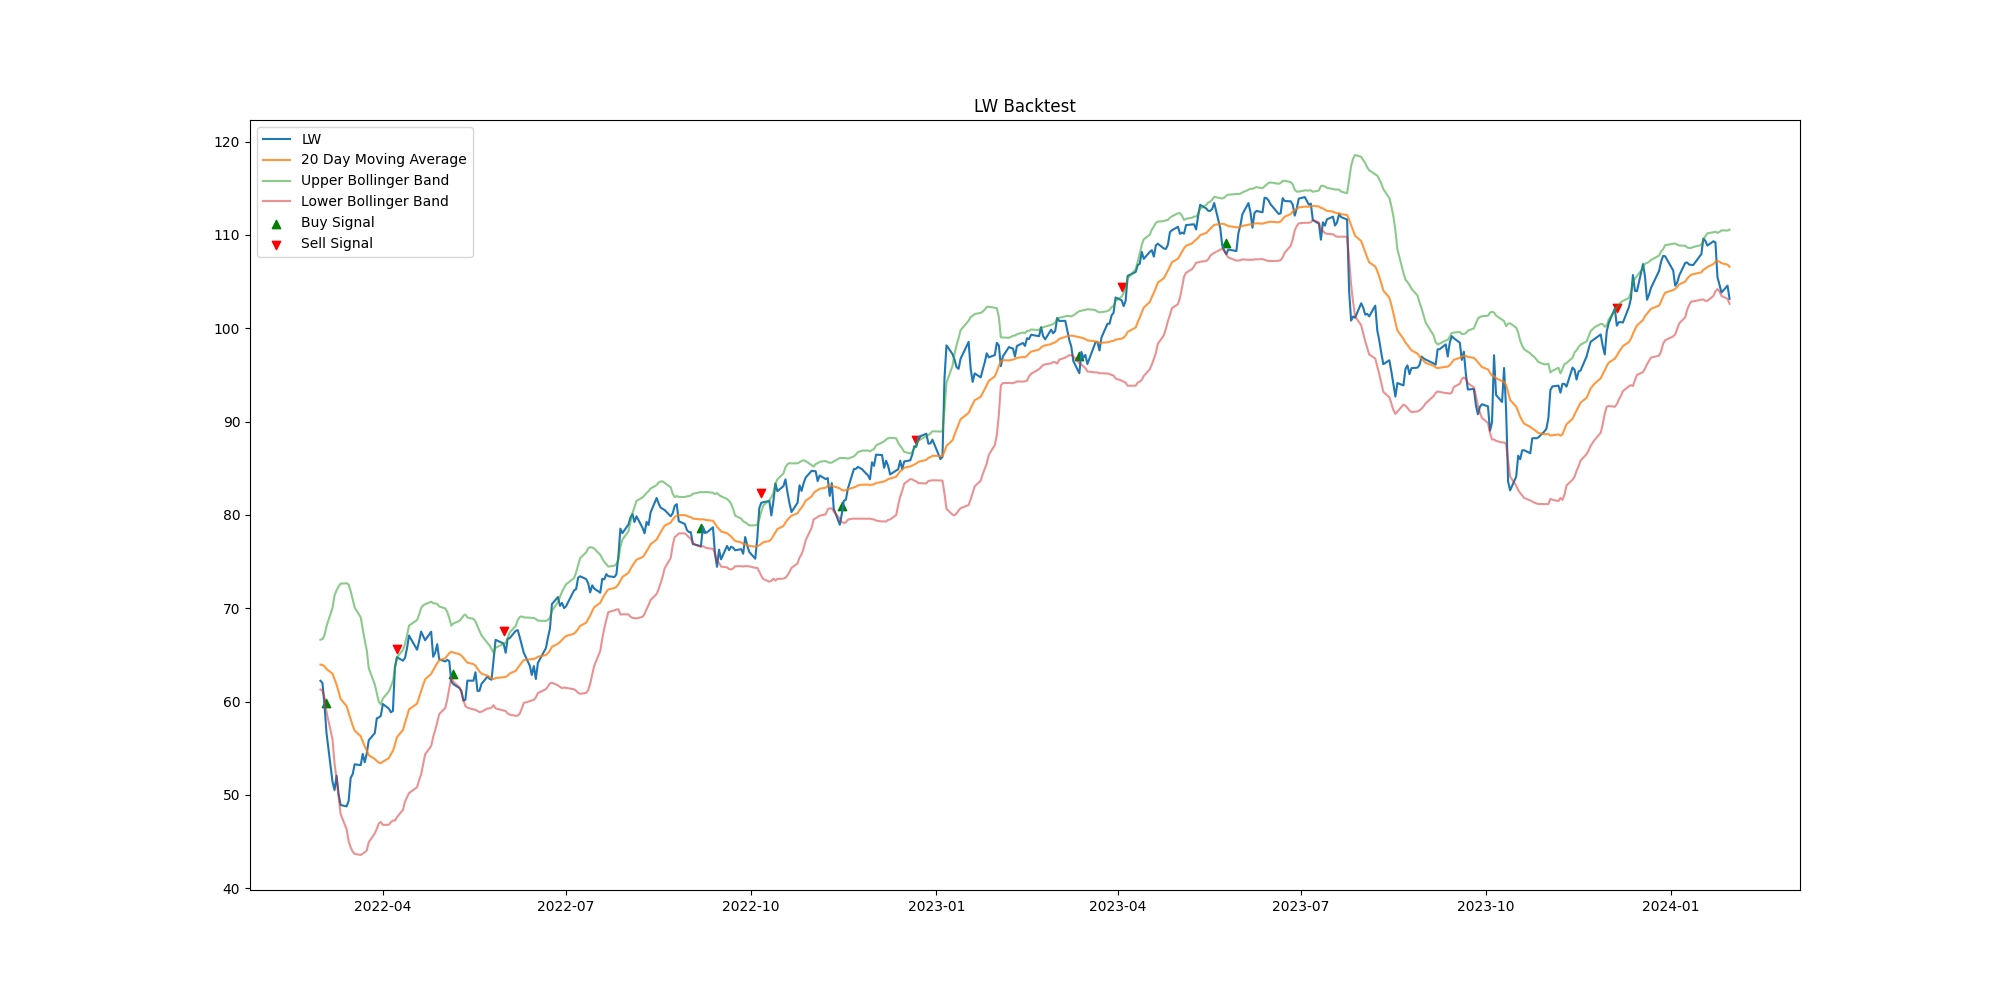 LW Backtest
LW
20 Day Moving Average
Upper Bollinger Band
Lower Bollinger Band
Buy Signal
Sell Signal
120
110
100
90
80
70
60
50
40
2022-04
2022-07
2022-10
2023-01
2023-04
2023-07
2023-10
2024-01